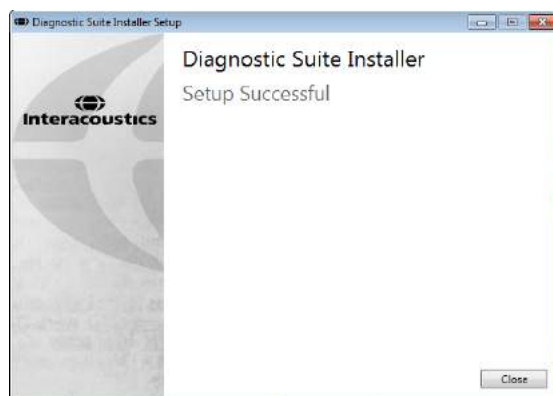 Diagnostic Suite Installer Setup
Diagnostic Suite Installer
Setup Successful
Interacoustics
Close